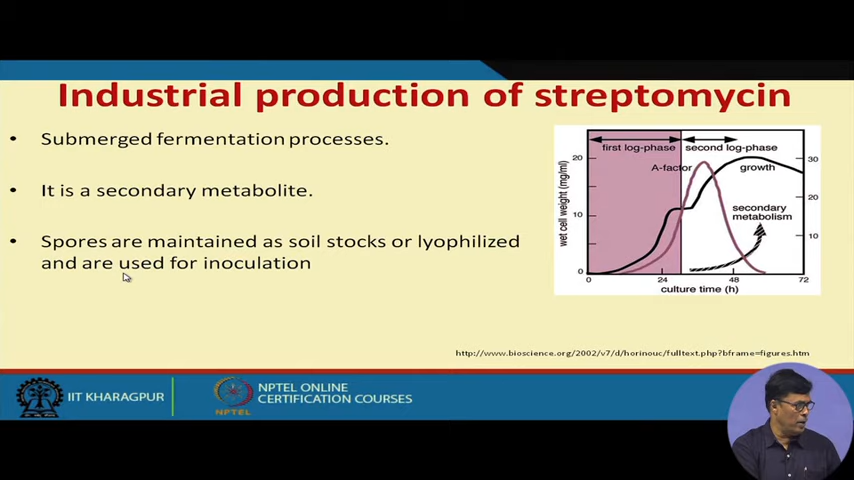 Industrial production of streptomycin
• Submerged fermentation processes.
• It is a secondary metabolite.
• Spores are maintained as soil stocks or lyophilized
and are used for inoculation
first log-phase second log-phase
A-factor growth
secondary
metabolism
wet cell weight (mg/ml)
20
10
0
30
20
10
0 24 48 72
culture time (h)
http://www.bioscience.org/2002/v7/d/horinouc/fulltext.php?bframe=figures.htm
IIT KHARAGPUR
NPTEL
NPTEL ONLINE
CERTIFICATION COURSES